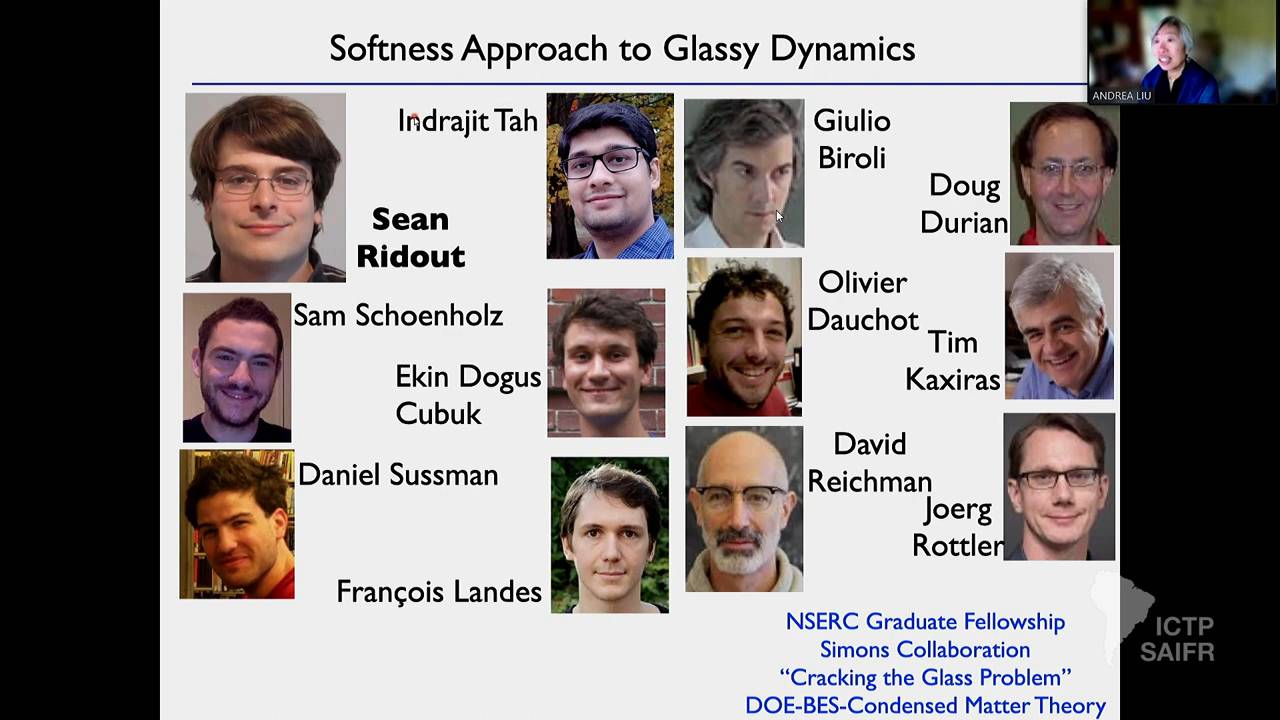 Softness Approach to Glassy Dynamics
ANDREA LIU
Indrajit Tah
Giulio
Biroli
Doug
Durian
Sean
Ridout
Sam Schoenholz
Olivier
Dauchot
Tim
Kaxiras
Ekin Dogus
Cubuk
Daniel Sussman
David
Reichman
Joerg
Rottler
François Landes
NSERC Graduate Fellowship
Simons Collaboration
“Cracking the Glass Problem”
DOE-BES-Condensed Matter Theory
ICTP
SAIFR